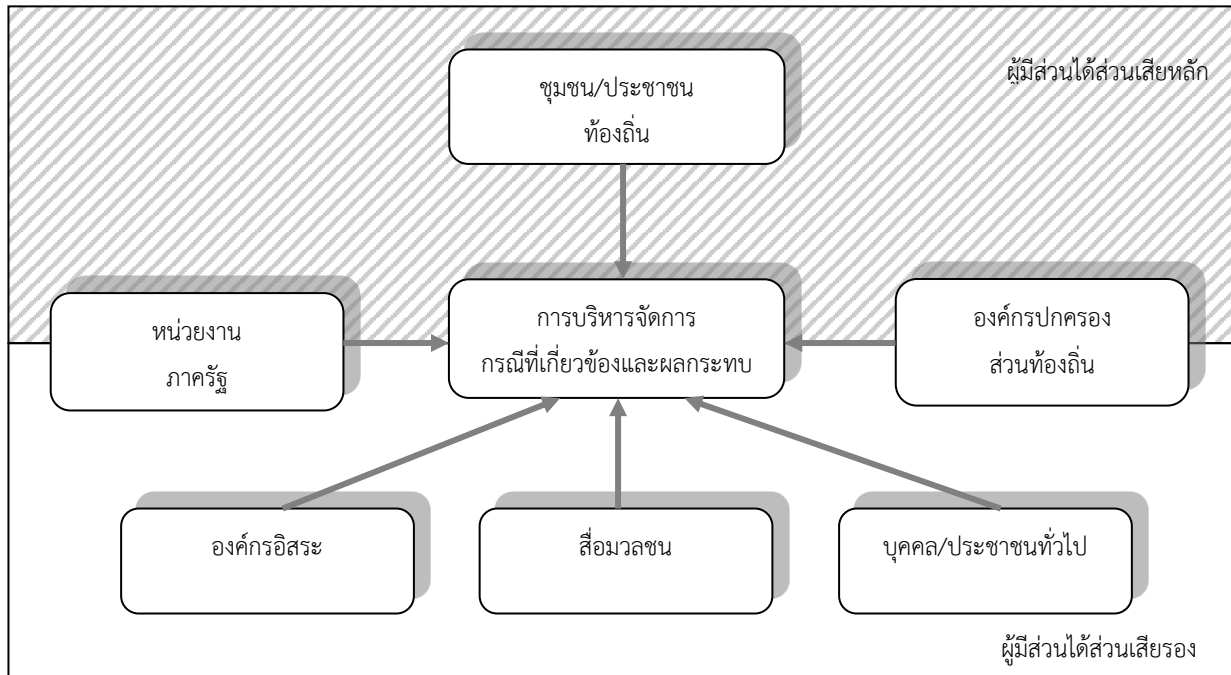 ผู้มีส่วนได้ส่วนเสียหลัก
ชุมชน/ประชาชน
ท้องถิ่น
หน่วยงาน
ภาครัฐ
การบริหารจัดการ
กรณีที่เกี่ยวข้องและผลกระทบ
องค์กรปกครอง
ส่วนท้องถิ่น
องค์กรอิสระ
สื่อมวลชน
บุคคล/ประชาชนทั่วไป
ผู้มีส่วนได้ส่วนเสียรอง